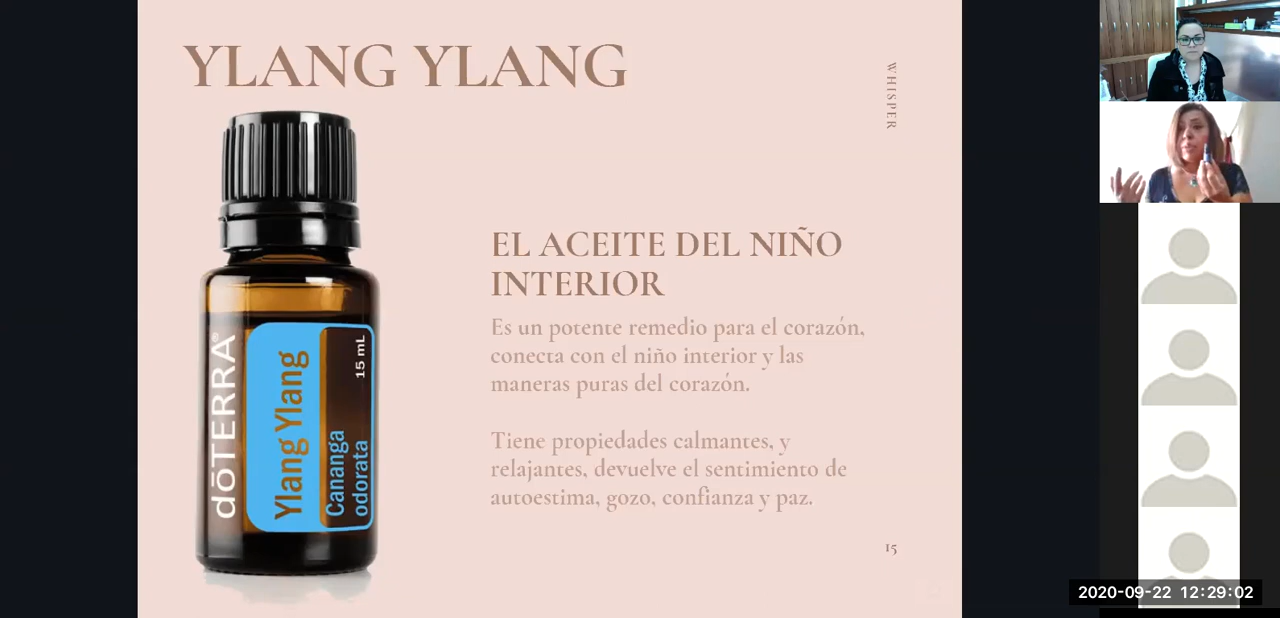 YLANG YLANG
WHISPER
dōTERRA®
Ylang Ylang
Cananga
odorata
15 mL
EL ACEITE DEL NIÑO
INTERIOR
Es un potente remedio para el corazón,
conecta con el niño interior y las
maneras puras del corazón.
Tiene propiedades calmantes, y
relajantes, devuelve el sentimiento de
autoestima, gozo, confianza y paz.
15
2020-09-22 12:29:02